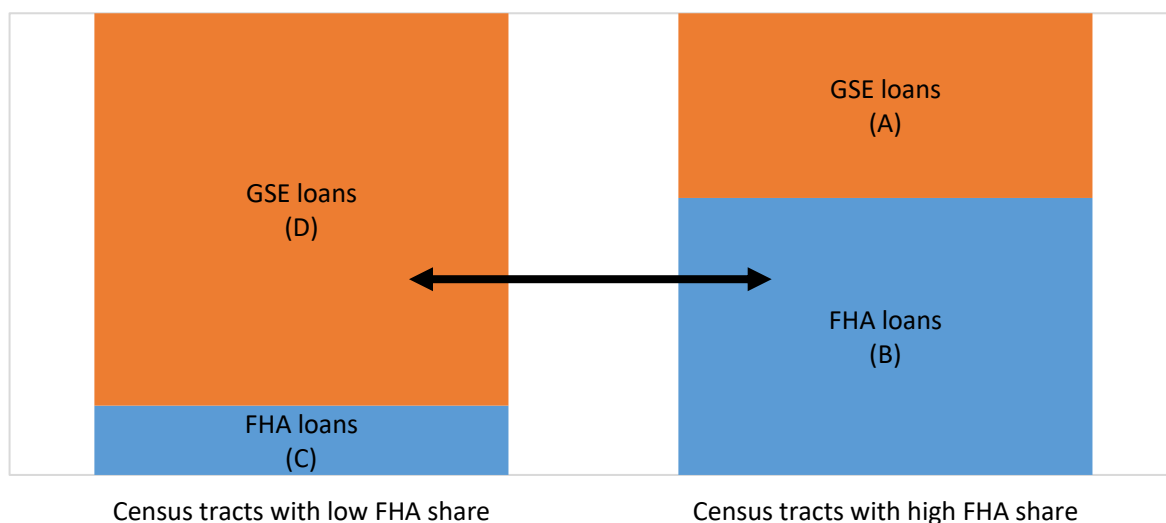 GSE loans
(D)
FHA loans
(C)
Census tracts with low FHA share
GSE loans
(A)
FHA loans
(B)
Census tracts with high FHA share